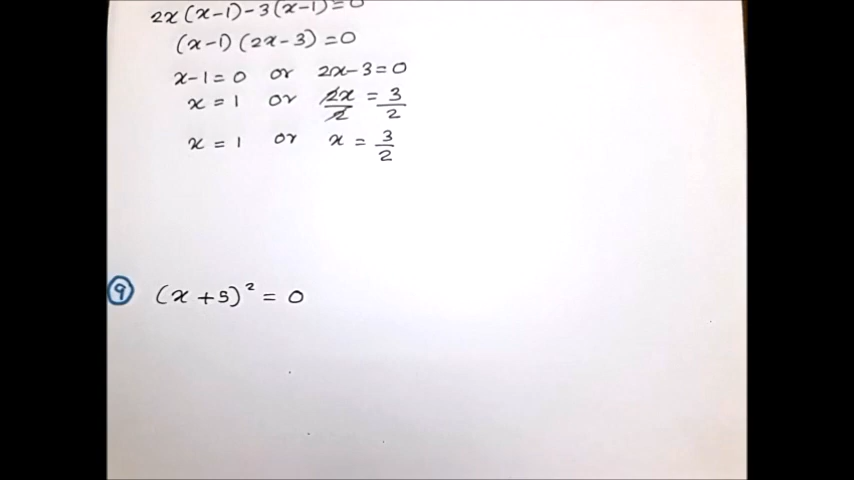 2x(x-1)-3(x-1)=0
(x-1)(2x-3)=0
x-1=0 or 2x-3=0
x=1 or 2x/2=3/2
x=1 or x=3/2
9 (x+5)²=0